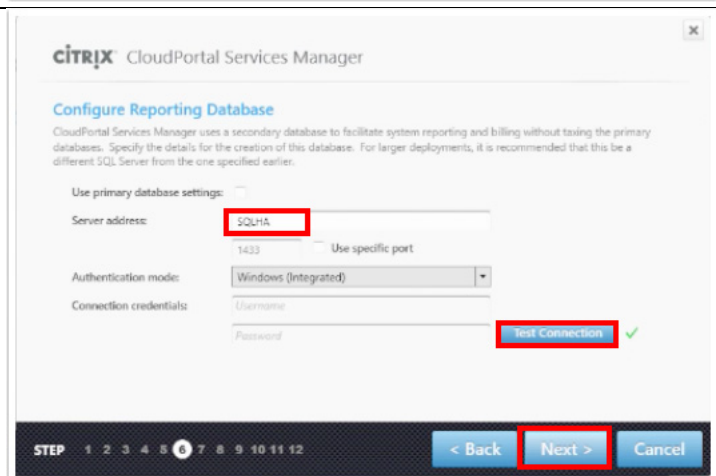 CİTRIX CloudPortal Services Manager
Configure Reporting Database
CloudPortal Services Manager uses a secondary database to facilitate system reporting and billing without taxing the primary
databases. Specify the details for the creation of this database. For larger deployments, it is recommended that this be a
different SQL Server from the one specified earlier.
Use primary database settings:
Server address: SQLHA
1433 Use specific port
Authentication mode: Windows (Integrated)
Connection credentials: Username
Password Test Connection
STEP 1 2 3 4 5 6 7 8 9 10 11 12 < Back Next > Cancel